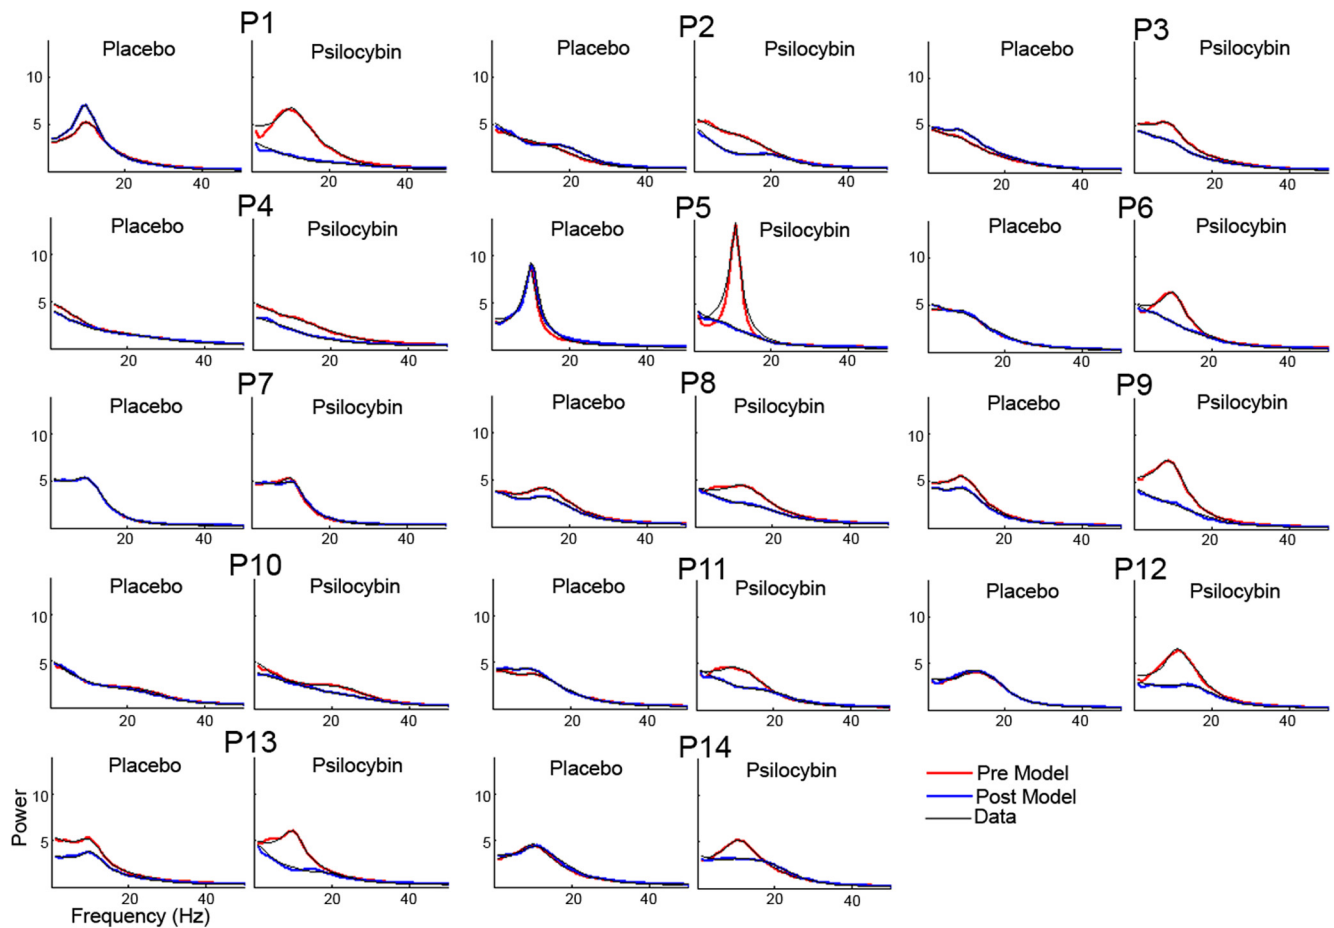 P1 P2 P3
Placebo Psilocybin Placebo Psilocybin Placebo Psilocybin
10 10 10
5 5 5
20 40 20 40 20 40 20 40 20 40 20 40
P4 P5 P6
Placebo Psilocybin Placebo Psilocybin Placebo Psilocybin
10 10 10
5 5 5
20 40 20 40 20 40 20 40 20 40 20 40
P7 P8 P9
Placebo Psilocybin Placebo Psilocybin Placebo Psilocybin
10 10 10
5 5 5
20 40 20 40 20 40 20 40 20 40 20 40
P10 P11 P12
Placebo Psilocybin Placebo Psilocybin Placebo Psilocybin
10 10 10
5 5 5
20 40 20 40 20 40 20 40 20 40 20 40
P13 P14
Placebo Psilocybin Placebo Psilocybin
Pre Model
10 10
Post Model
Data
Power
5 5
20 40 20 40 20 40 20 40
Frequency (Hz)